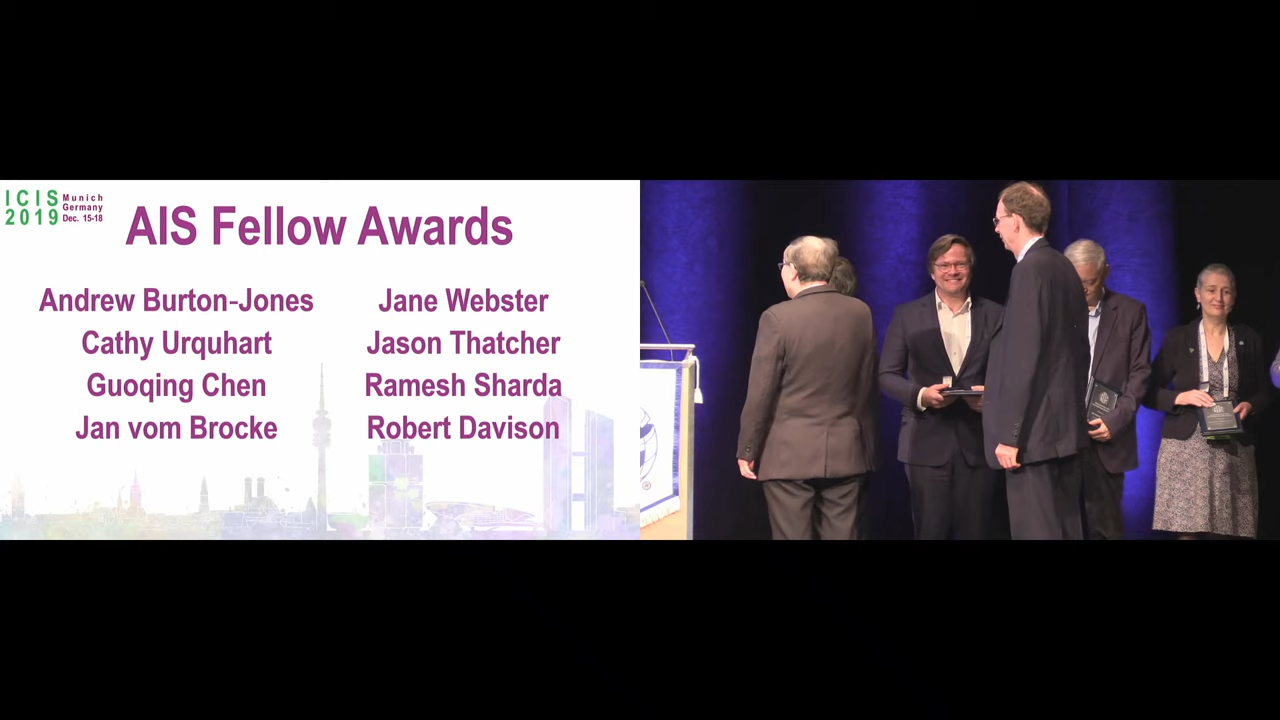 ICIS
2019
Munich
Germany
Dec. 15-18
AIS Fellow Awards
Andrew Burton-Jones
Cathy Urquhart
Guoqing Chen
Jan vom Brocke
Jane Webster
Jason Thatcher
Ramesh Sharda
Robert Davison